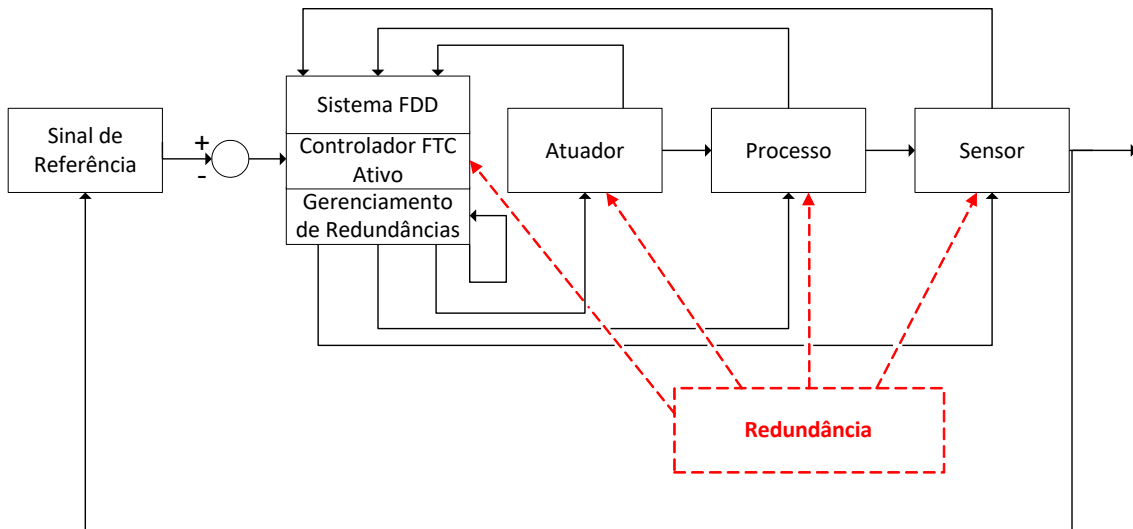 Sinal de
Referência
+
-
Sistema FDD
Controlador FTC
Ativo
Gerenciamento
de Redundâncias
Atuador
Processo
Sensor
Redundância